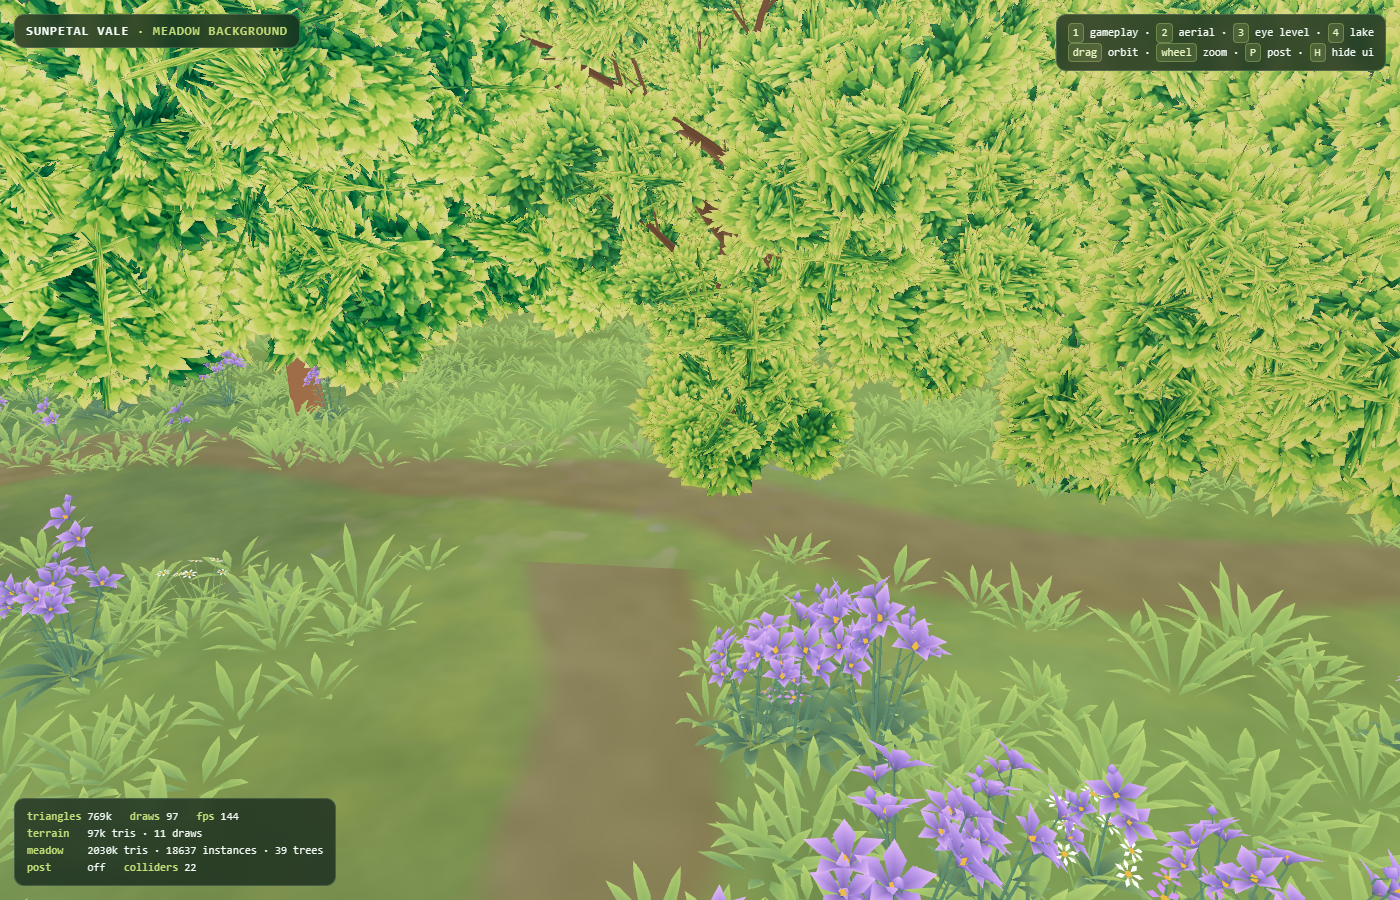 SUNPETAL VALE · MEADOW BACKGROUND
1 gameplay · 2 aerial · 3 eye level · 4 lake
drag orbit · wheel zoom · P post · H hide ui
triangles 769k draws 97 fps 144
terrain 97k tris · 11 draws
meadow 2030k tris · 18637 instances · 39 trees
post off colliders 22